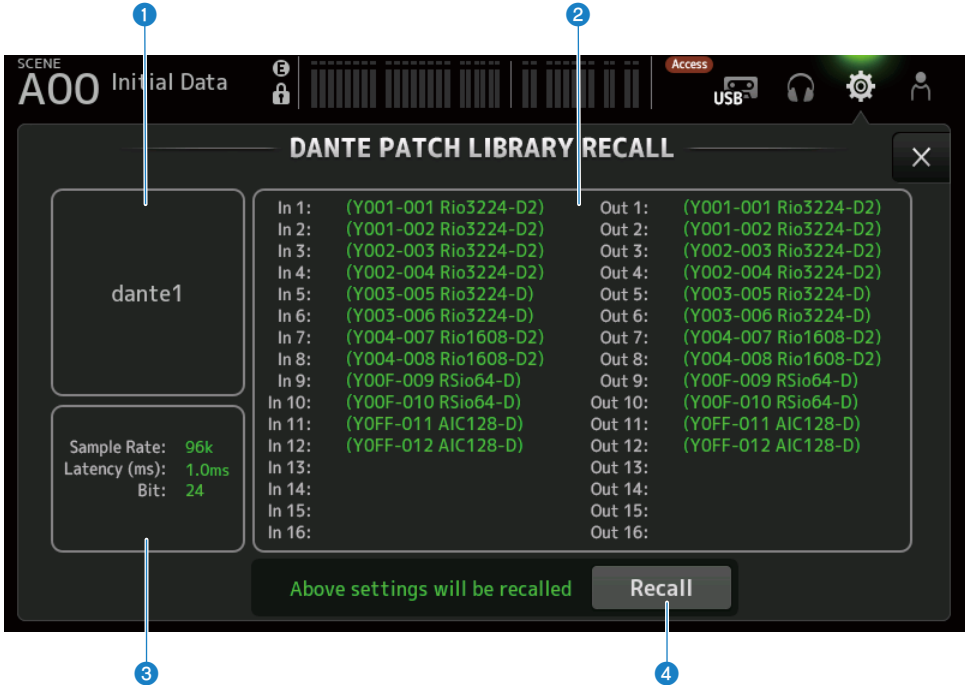 1
2
SCENE
A00 Initial Data
E
Access
USB
DANTE PATCH LIBRARY RECALL
dante1
Sample Rate: 96k
Latency (ms): 1.0ms
Bit: 24
In 1: (Y001-001 Rio3224-D2) Out 1: (Y001-001 Rio3224-D2)
In 2: (Y001-002 Rio3224-D2) Out 2: (Y001-002 Rio3224-D2)
In 3: (Y002-003 Rio3224-D2) Out 3: (Y002-003 Rio3224-D2)
In 4: (Y002-004 Rio3224-D2) Out 4: (Y002-004 Rio3224-D2)
In 5: (Y003-005 Rio3224-D) Out 5: (Y003-005 Rio3224-D)
In 6: (Y003-006 Rio3224-D) Out 6: (Y003-006 Rio3224-D)
In 7: (Y004-007 Rio1608-D2) Out 7: (Y004-007 Rio1608-D2)
In 8: (Y004-008 Rio1608-D2) Out 8: (Y004-008 Rio1608-D2)
In 9: (Y00F-009 RSio64-D) Out 9: (Y00F-009 RSio64-D)
In 10: (Y00F-010 RSio64-D) Out 10: (Y00F-010 RSio64-D)
In 11: (Y0FF-011 AIC128-D) Out 11: (Y0FF-011 AIC128-D)
In 12: (Y0FF-012 AIC128-D) Out 12: (Y0FF-012 AIC128-D)
In 13: Out 13:
In 14: Out 14:
In 15: Out 15:
In 16: Out 16:
Above settings will be recalled Recall
3
4